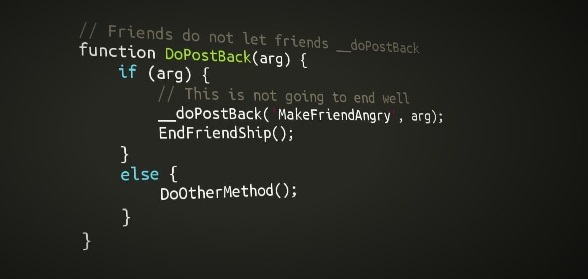 // Friends do not let friends __doPostBack
function DoPostBack(arg) {
if (arg) {
// This is not going to end well
__doPostBack('MakeFriendAngry', arg);
EndFriendShip();
}
else {
DoOtherMethod();
}
}